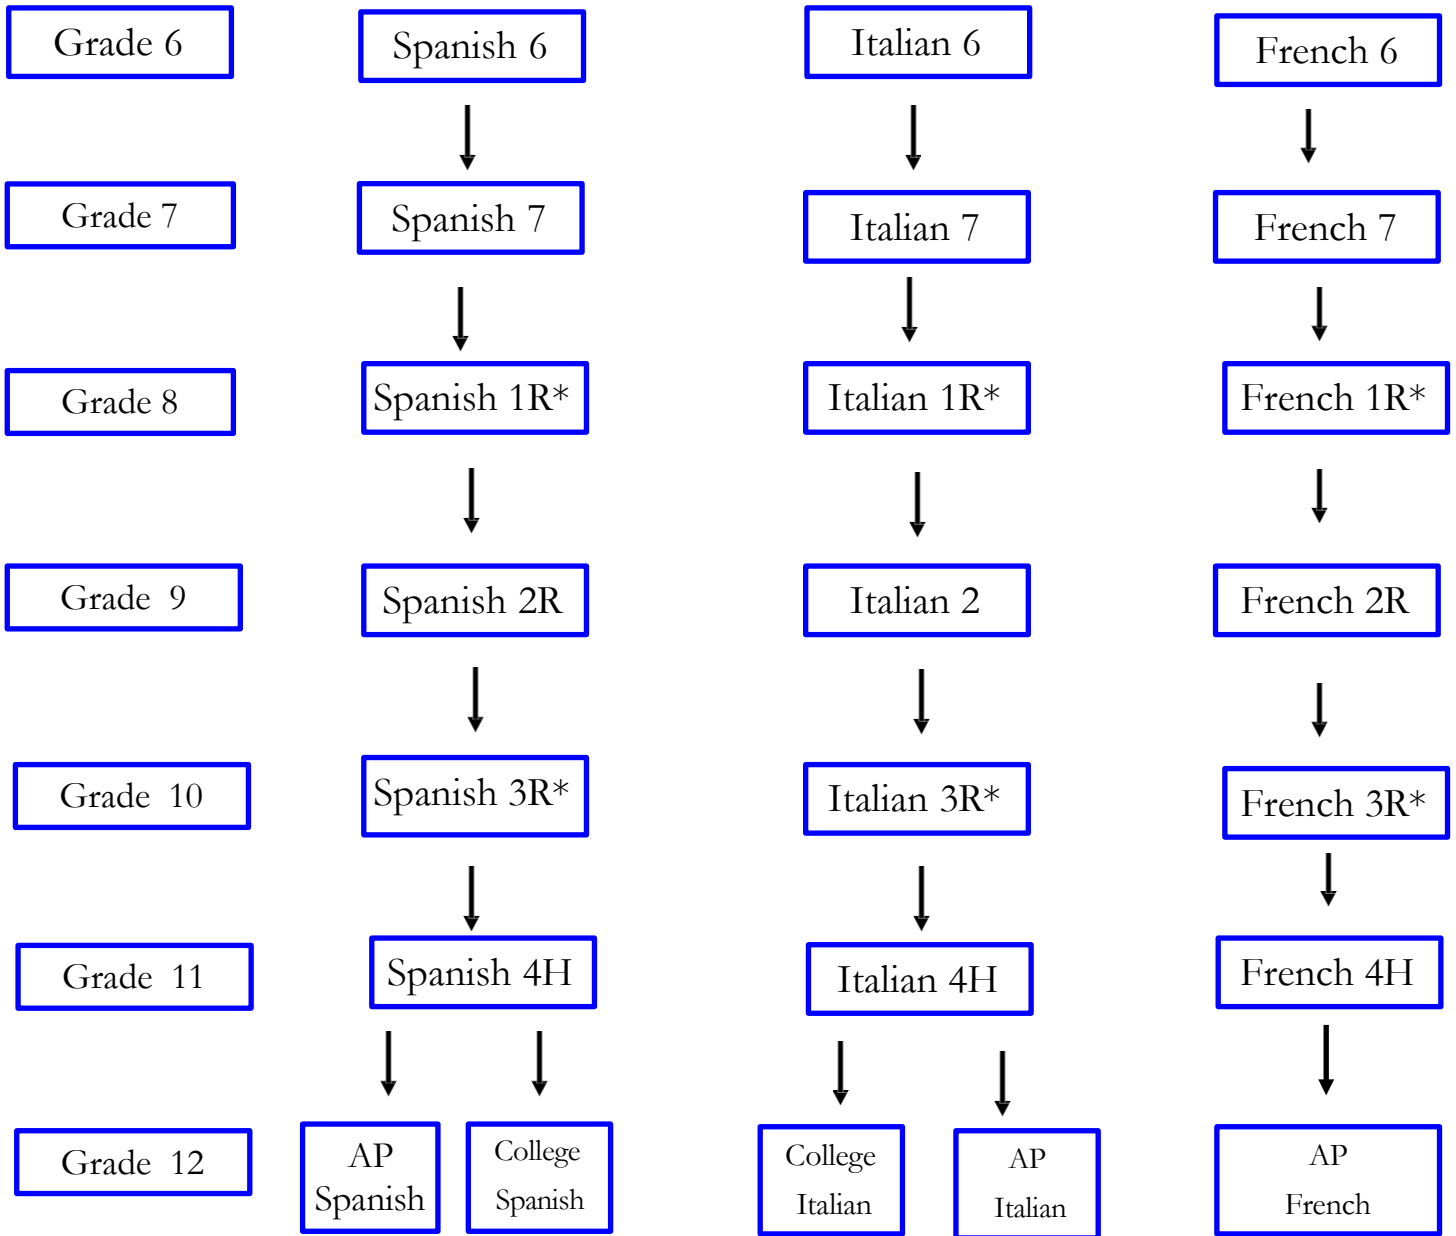 Grade 6
Spanish 6
Italian 6
French 6
Grade 7
Spanish 7
Italian 7
French 7
Grade 8
Spanish 1R*
Italian 1R*
French 1R*
Grade 9
Spanish 2R
Italian 2
French 2R
Grade 10
Spanish 3R*
Italian 3R*
French 3R*
Grade 11
Spanish 4H
Italian 4H
French 4H
Grade 12
AP
Spanish
College
Spanish
College
Italian
AP
Italian
AP
French